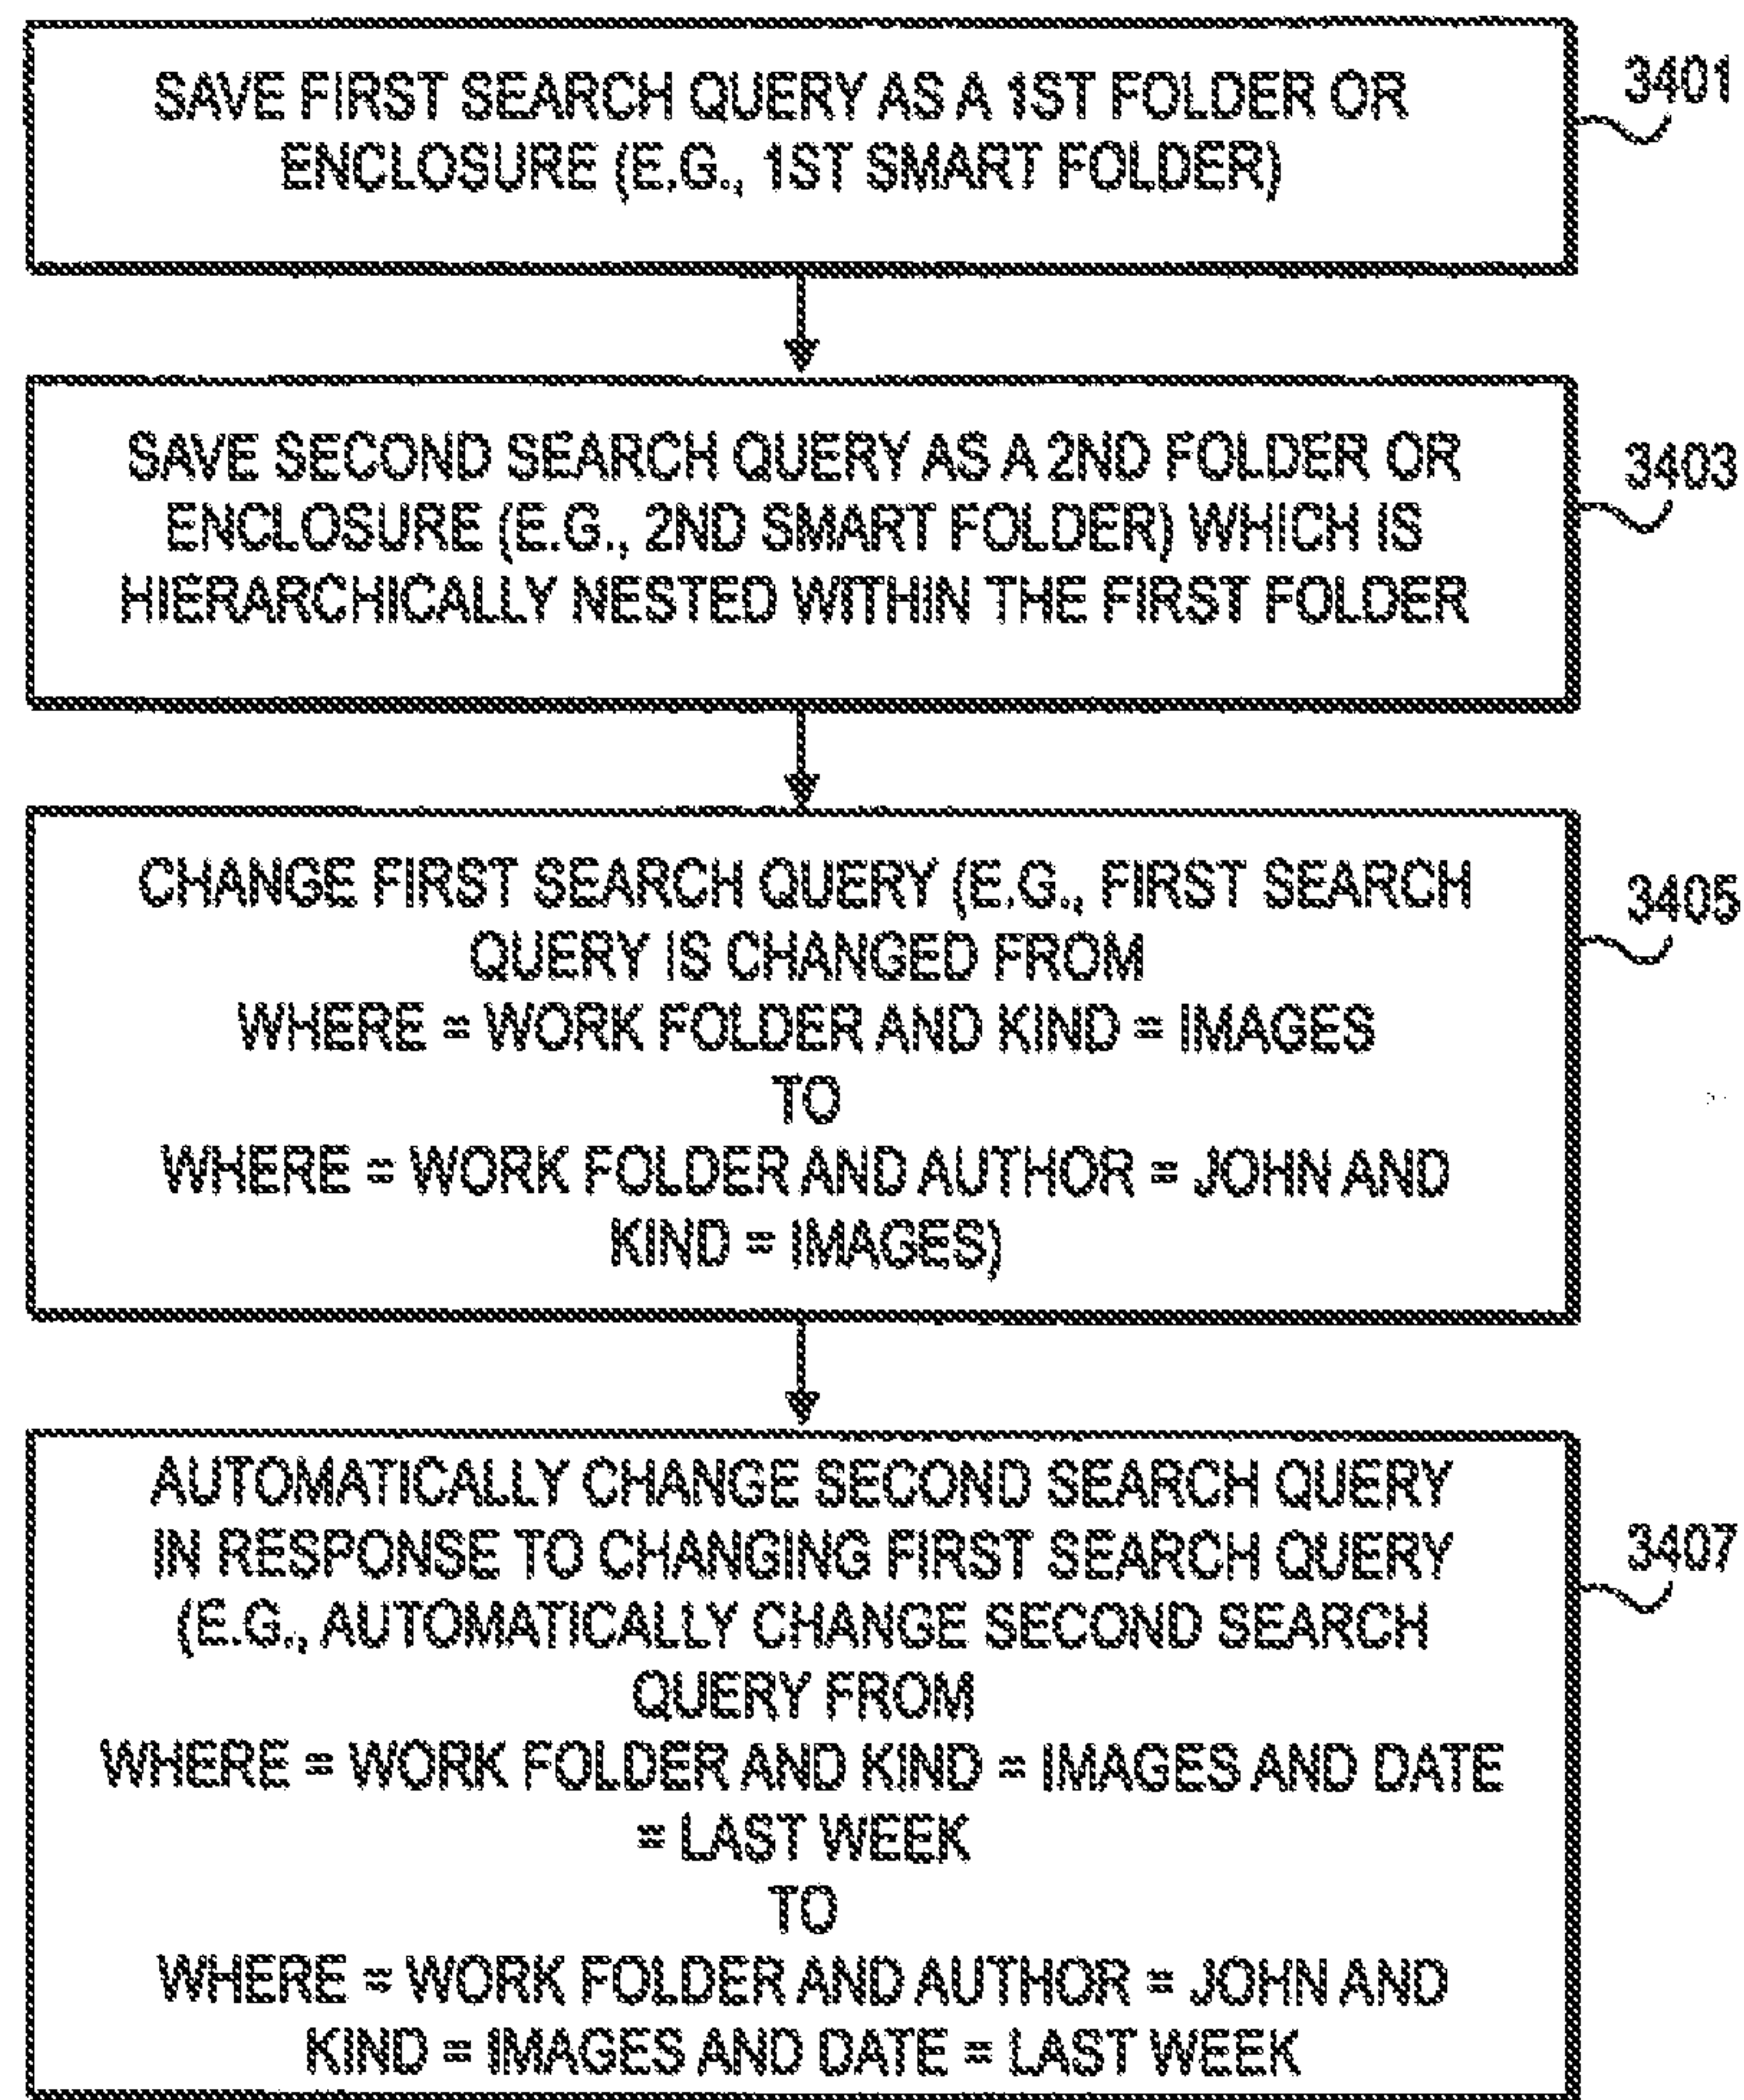 SAVE FIRST SEARCH QUERY AS A 1ST FOLDER OR
ENCLOSURE (E.G., 1ST SMART FOLDER)
3401
SAVE SECOND SEARCH QUERY AS A 2ND FOLDER OR
ENCLOSURE (E.G., 2ND SMART FOLDER) WHICH IS
HIERARCHICALLY NESTED WITHIN THE FIRST FOLDER
3403
CHANGE FIRST SEARCH QUERY (E.G., FIRST SEARCH
QUERY IS CHANGED FROM
WHERE = WORK FOLDER AND KIND = IMAGES
TO
WHERE = WORK FOLDER AND AUTHOR = JOHN AND
KIND = IMAGES)
3405
AUTOMATICALLY CHANGE SECOND SEARCH QUERY
IN RESPONSE TO CHANGING FIRST SEARCH QUERY
(E.G., AUTOMATICALLY CHANGE SECOND SEARCH
QUERY FROM
WHERE = WORK FOLDER AND KIND = IMAGES AND DATE
= LAST WEEK
TO
WHERE = WORK FOLDER AND AUTHOR = JOHN AND
KIND = IMAGES AND DATE = LAST WEEK
3407